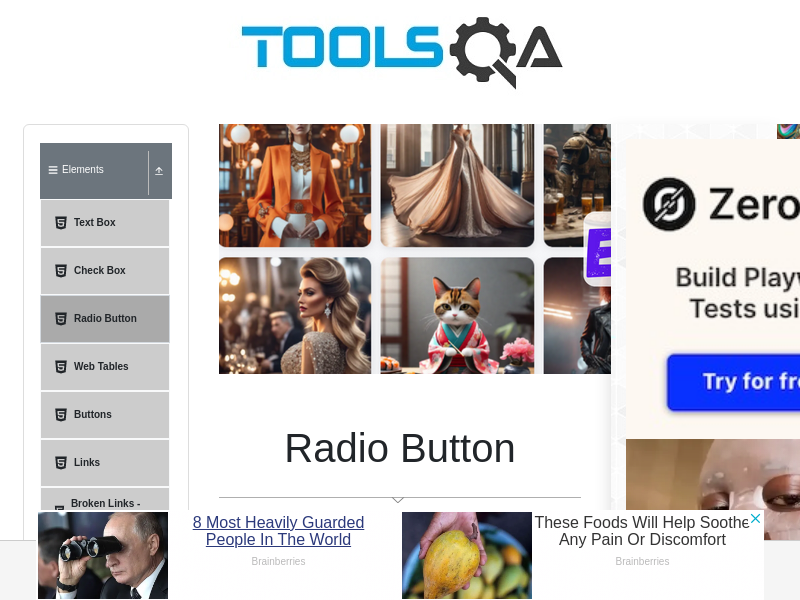 TOOLSQA
Elements
Text Box
Check Box
Radio Button
Web Tables
Buttons
Links
Broken Links -
Zero
Build Playw
Tests usi
Try for fr
Radio Button
8 Most Heavily Guarded
People In The World
Brainberries
These Foods Will Help Soothe
Any Pain Or Discomfort
Brainberries